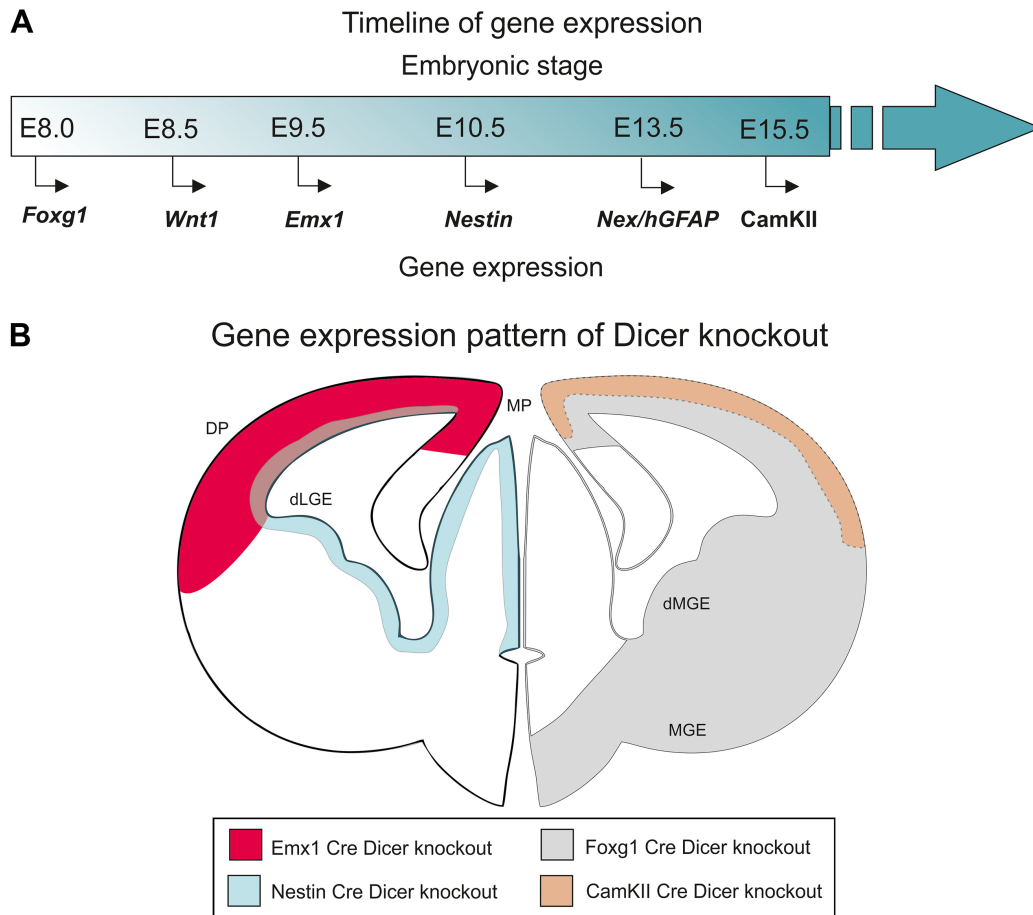 A
Timeline of gene expression
Embryonic stage
E8.0 E8.5 E9.5 E10.5 E13.5 E15.5
Foxg1 Wnt1 Emx1 Nestin Nex/hGFAP CamKII
Gene expression
B
Gene expression pattern of Dicer knockout
MP
DP
dLGE
dMGE
MGE
Emx1 Cre Dicer knockout
Foxg1 Cre Dicer knockout
Nestin Cre Dicer knockout
CamKII Cre Dicer knockout